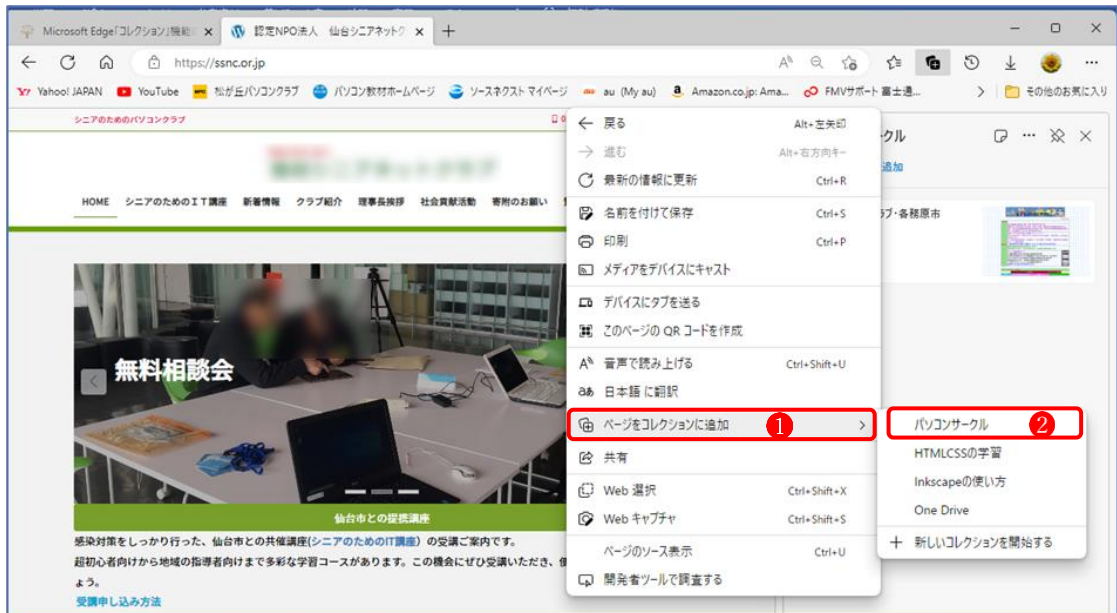 Microsoft Edge「コレクション」機能
認定NPO法人 仙台シニアネットク
https://ssnc.or.jp
Yahoo! JAPAN
YouTube
松が丘パソコンクラブ
パソコン教材ホームページ
ソースネクスト マイページ
au (My au)
Amazon.co.jp: Ama...
FMVサポート 富士通...
その他のお気に入り
シニアのためのパソコンクラブ
HOME シニアのためのIT講座 新着情報 クラブ紹介 理事長挨拶 社会貢献活動 寄附のお願い
無料相談会
仙台市との提携講座
感染対策をしっかり行った、仙台市との共催講座(シニアのためのIT講座)の受講ご案内です。
超初心者向けから地域の指導者向けまで多彩な学習コースがあります。この機会にぜひ受講いただき、
ょう。
受講申し込み方法
戻る Alt+左矢印
進む Alt+右方向キー
最新の情報に更新 Ctrl+R
名前を付けて保存 Ctrl+S
印刷 Ctrl+P
メディアをデバイスにキャスト
デバイスにタブを送る
このページの QR コードを作成
音声で読み上げる Ctrl+Shift+U
日本語 に翻訳
ページをコレクションに追加 1
共有
Web 選択 Ctrl+Shift+X
Web キャプチャ Ctrl+Shift+S
ページのソース表示 Ctrl+U
開発者ツールで調査する
パソコンサークル 2
HTMLCSSの学習
Inkscapeの使い方
One Drive
新しいコレクションを開始する
ークル
追加
ラブ・各務原市